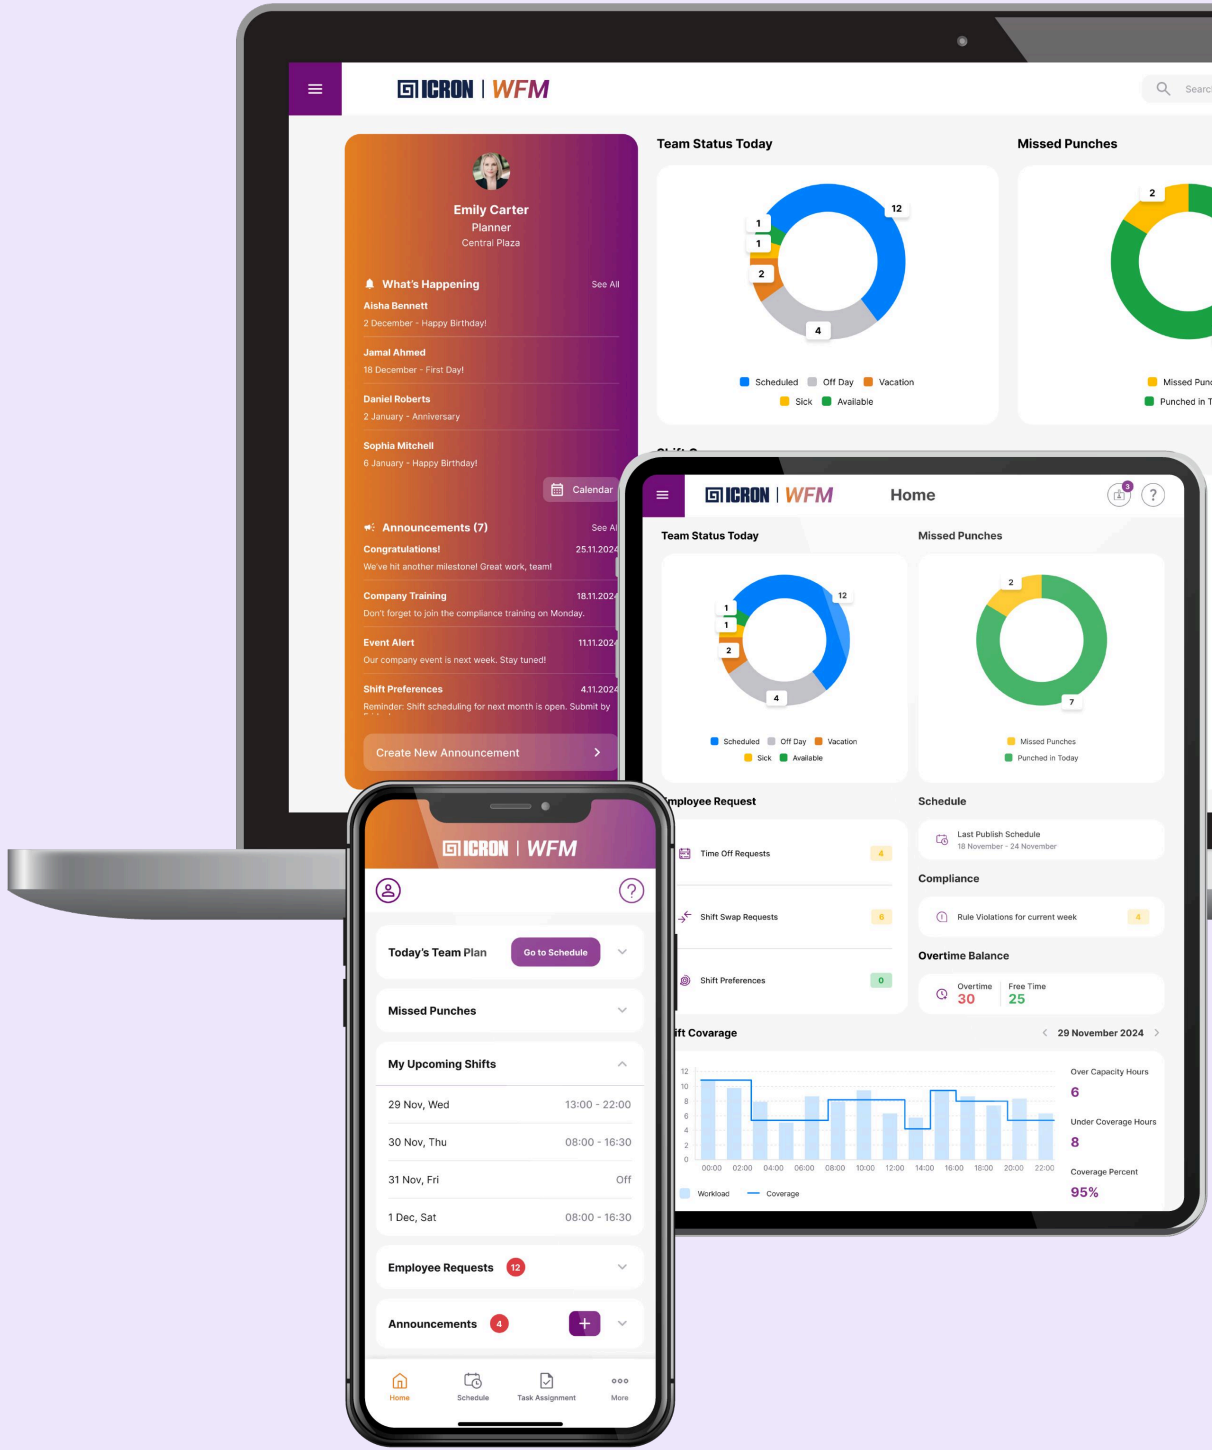 ICRON | WFM
Team Status Today
Missed Punches
Emily Carter
Planner
Central Plaza
What's Happening
See All
Aisha Bennett
2 December - Happy Birthday!
Jamal Ahmed
18 December - First Day!
Daniel Roberts
2 January - Anniversary
Sophia Mitchell
6 January - Happy Birthday!
Calendar
Announcements (7)
See
Congratulations!
25.11.2024
We've hit another milestone! Great work, team!
Company Training
18.11.2024
Don't forget to join the compliance training on Monday.
Event Alert
11.11.2024
Our company event is next week. Stay tuned!
Shift Preferences
4.11.2024
Reminder: Shift scheduling for next month is open. Submit by
Create New Announcement
12
1
1
2
4
Scheduled Off Day Vacation
Sick Available
2
Missed
Punched in
ICRON | WFM
Home
3
?
Team Status Today
Missed Punches
12
1
1
2
4
Scheduled Off Day Vacation
Sick Available
2
7
Missed Punches
Punched in Today
Employee Request
Time Off Requests
4
Shift Swap Requests
6
Shift Preferences
0
Schedule
Last Publish Schedule
18 November - 24 November
Compliance
Rule Violations for current week
4
Overtime Balance
Overtime
30
Free Time
25
Covarage
29 November 2024
12
10
8
6
4
2
0
00:00 02:00 04:00 06:00 08:00 10:00 12:00 14:00 16:00 18:00 20:00 22:00
Workload Coverage
Over Capacity Hours
6
Under Coverage Hours
8
Coverage Percent
95%
ICRON | WFM
?
Today's Team Plan
Go to Schedule
Missed Punches
My Upcoming Shifts
29 Nov, Wed 13:00 - 22:00
30 Nov, Thu 08:00 - 16:30
31 Nov, Fri Off
1 Dec, Sat 08:00 - 16:30
Employee Requests 12
Announcements 4
+
Home Schedule Task Assignment More